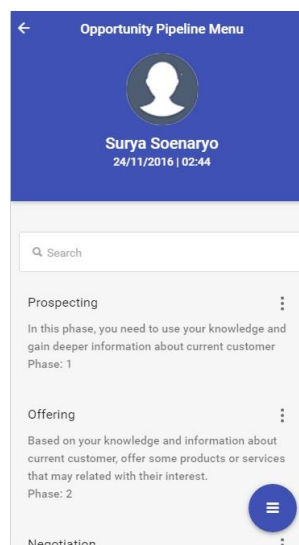 Opportunity Pipeline Menu
Surya Soenaryo
24/11/2016 | 02:44
Search
Prospecting
In this phase, you need to use your knowledge and
gain deeper information about current customer
Phase: 1
Offering
Based on your knowledge and information about
current customer, offer some products or services
that may related with their interest.
Phase: 2
Negotiation